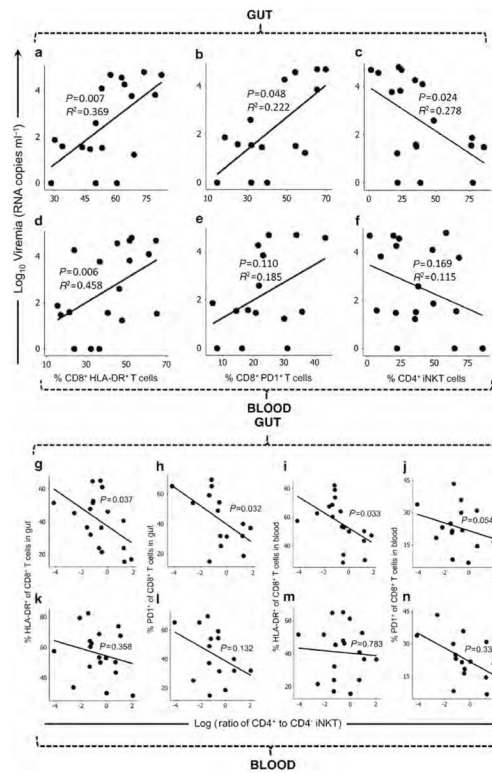 GUT
a b c
P=0.007
R²=0.369
P=0.048
R²=0.222
P=0.024
R²=0.278
Log₁₀ Viremia (RNA copies ml⁻¹)
d e f
P=0.006
R²=0.458
P=0.110
R²=0.185
P=0.169
R²=0.115
% CD8⁺ HLA-DR⁺ T cells
% CD8⁺ PD1⁺ T cells
% CD4⁺ iNKT cells
BLOOD
GUT
g h i j
P=0.037
P=0.032
P=0.033
P=0.054
% HLA-DR⁺ of CD8⁺ T cells in gut
% PD1⁺ of CD8⁺ T cells in gut
% HLA-DR⁺ of CD8⁺ T cells in blood
% PD1⁺ of CD8⁺ T cells in blood
k l m n
P=0.358
P=0.132
P=0.783
P=0.33
Log (ratio of CD4⁺ to CD4⁻ iNKT)
BLOOD